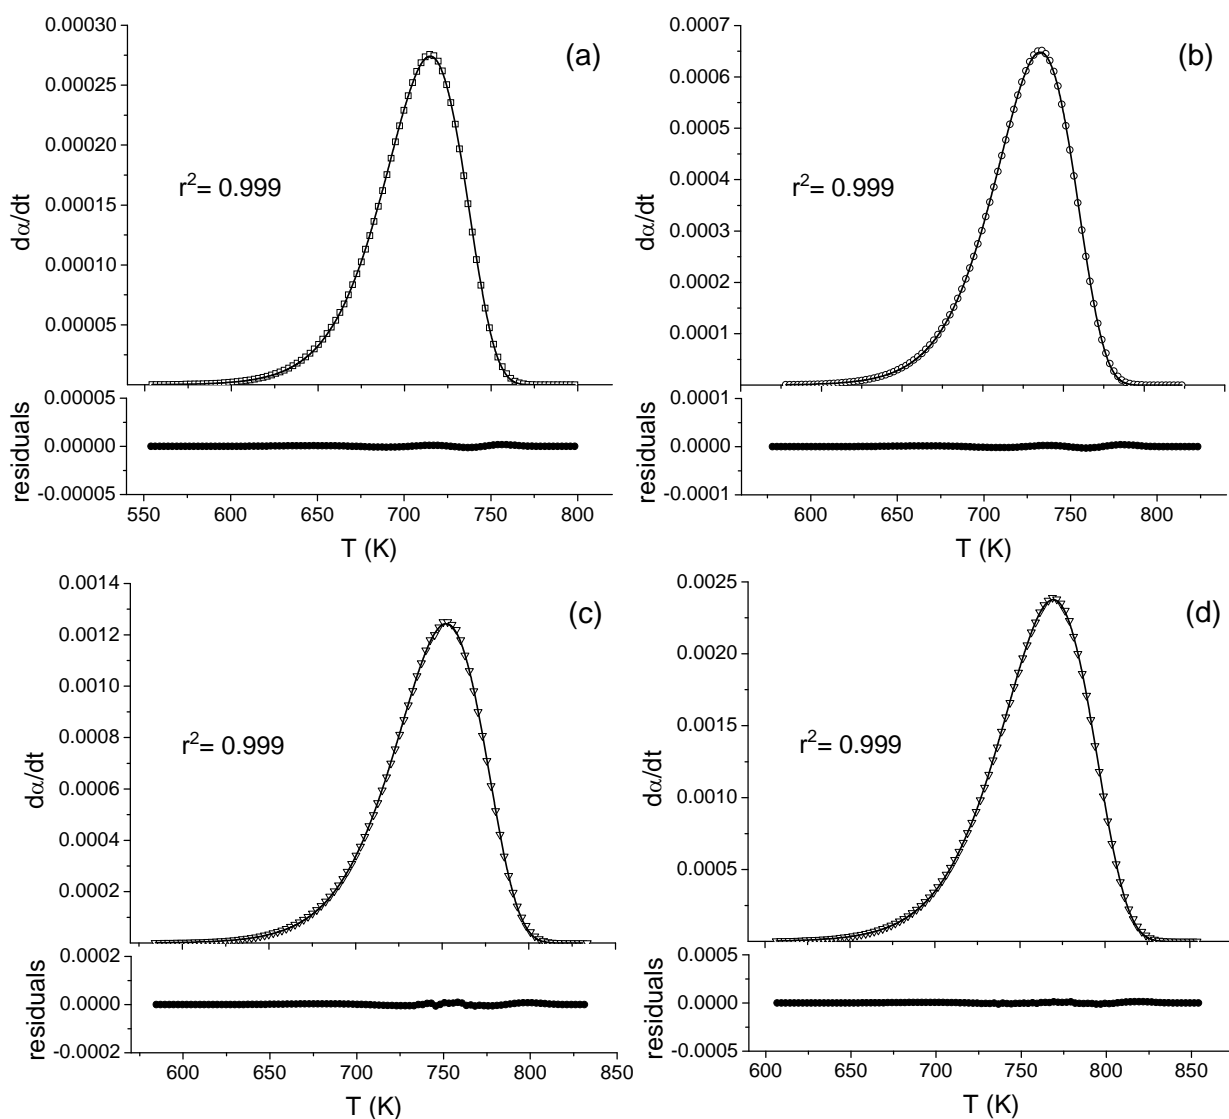 0.00030
0.00025
0.00020
0.00015
0.00010
0.00005
dα/dt
(a)
r²= 0.999
0.00005
0.00000
-0.00005
residuals
550 600 650 700 750 800
T (K)
0.0007
0.0006
0.0005
0.0004
0.0003
0.0002
0.0001
dα/dt
(b)
r²= 0.999
0.0001
0.0000
-0.0001
residuals
600 650 700 750 800
T (K)
0.0014
0.0012
0.0010
0.0008
0.0006
0.0004
0.0002
dα/dt
(c)
r²= 0.999
0.0002
0.0000
-0.0002
residuals
600 650 700 750 800 850
T (K)
0.0025
0.0020
0.0015
0.0010
0.0005
dα/dt
(d)
r²= 0.999
0.0005
0.0000
-0.0005
residuals
600 650 700 750 800 850
T (K)